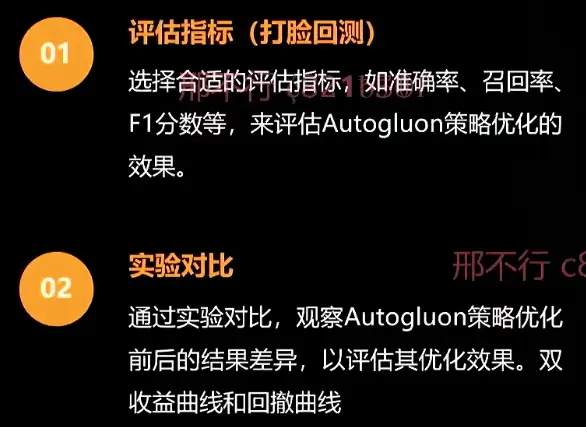 01
评估指标（打脸回测）
选择合适的评估指标，如准确率、召回率、
F1分数等，来评估Autogluon策略优化的
效果。
邢不行
02
实验对比
邢不行 c8
通过实验对比，观察Autogluon策略优化
前后的结果差异，以评估其优化效果。双
收益曲线和回撤曲线